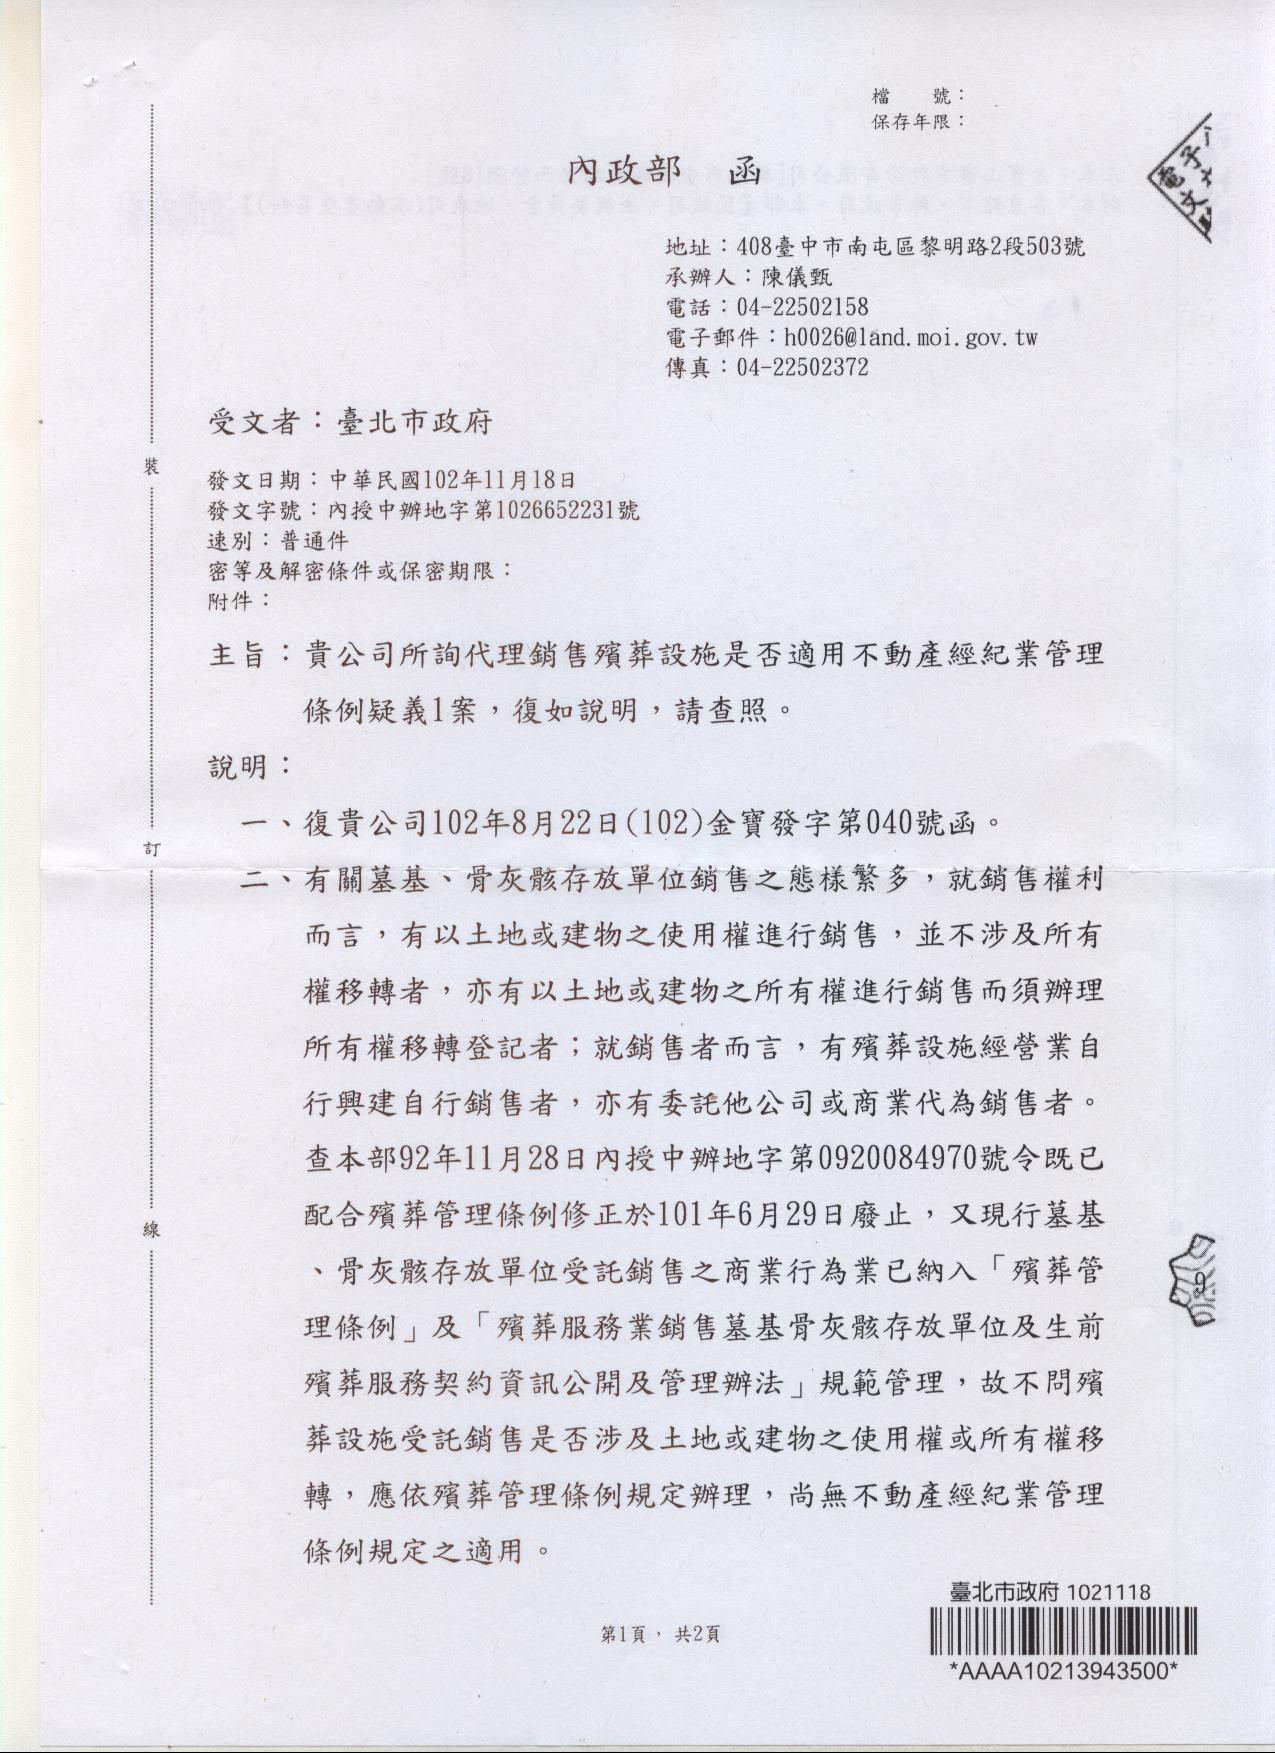 檔　　號：
保存年限：
內政部　函
地址：408臺中市南屯區黎明路2段503號
承辦人：陳儀甄
電話：04-22502158
電子郵件：h0026@land.moi.gov.tw
傳真：04-22502372
受文者：臺北市政府
發文日期：中華民國102年11月18日
發文字號：內授中辦地字第1026652231號
速別：普通件
密等及解密條件或保密期限：
附件：
主旨：貴公司所詢代理銷售殯葬設施是否適用不動產經紀業管理
條例疑義1案，復如說明，請查照。
說明：
一、復貴公司102年8月22日(102)金寶發字第040號函。
二、有關墓基、骨灰骸存放單位銷售之態樣繁多，就銷售權利
而言，有以土地或建物之使用權進行銷售，並不涉及所有
權移轉者，亦有以土地或建物之所有權進行銷售而須辦理
所有權移轉登記者；就銷售者而言，有殯葬設施經營業自
行興建自行銷售者，亦有委託他公司或商業代為銷售者。
查本部92年11月28日內授中辦地字第0920084970號令既已
配合殯葬管理條例修正於101年6月29日廢止，又現行墓基
、骨灰骸存放單位受託銷售之商業行為業已納入「殯葬管
理條例」及「殯葬服務業銷售墓基骨灰骸存放單位及生前
殯葬服務契約資訊公開及管理辦法」規範管理，故不問殯
葬設施受託銷售是否涉及土地或建物之使用權或所有權移
轉，應依殯葬管理條例規定辦理，尚無不動產經紀業管理
條例規定之適用。
裝
訂
線
電子
文
9
臺北市政府 1021118
*AAAA10213943500*
第1頁， 共2頁